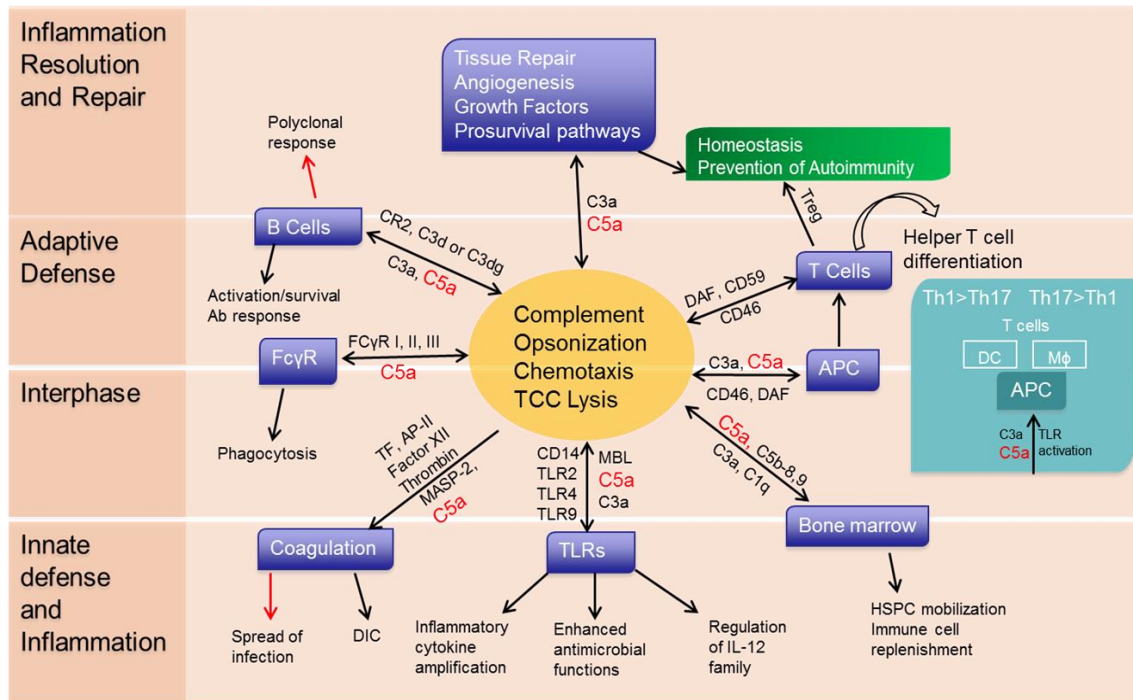 Inflammation
Resolution
and Repair
Tissue Repair
Angiogenesis
Growth Factors
Prosurvival pathways
Homeostasis
Prevention of Autoimmunity
Polyclonal
response
C3a
C5a
Treg
Adaptive
Defense
B Cells
CR2, C3d or C3dg
C3a, C5a
Activation/survival
Ab response
DAF, CD59
CD46
T Cells
Helper T cell
differentiation
Th1>Th17 Th17>Th1
T cells
DC Mϕ
APC
C3a
C5a
TLR
activation
Complement
Opsonization
Chemotaxis
TCC Lysis
FcγR
FCγR I, II, III
C5a
C3a, C5a
CD46, DAF
APC
Interphase
Phagocytosis
TF, AP-II
Factor XII
Thrombin
MASP-2,
C5a
CD14
TLR2
TLR4
TLR9
MBL
C5a
C3a
C5a, C5b-8,9
C3a, C1q
Innate
defense
and
Inflammation
Coagulation
TLRs
Bone marrow
Spread of
infection
DIC
Inflammatory
cytokine
amplification
Enhanced
antimicrobial
functions
Regulation
of IL-12
family
HSPC mobilization
Immune cell
replenishment